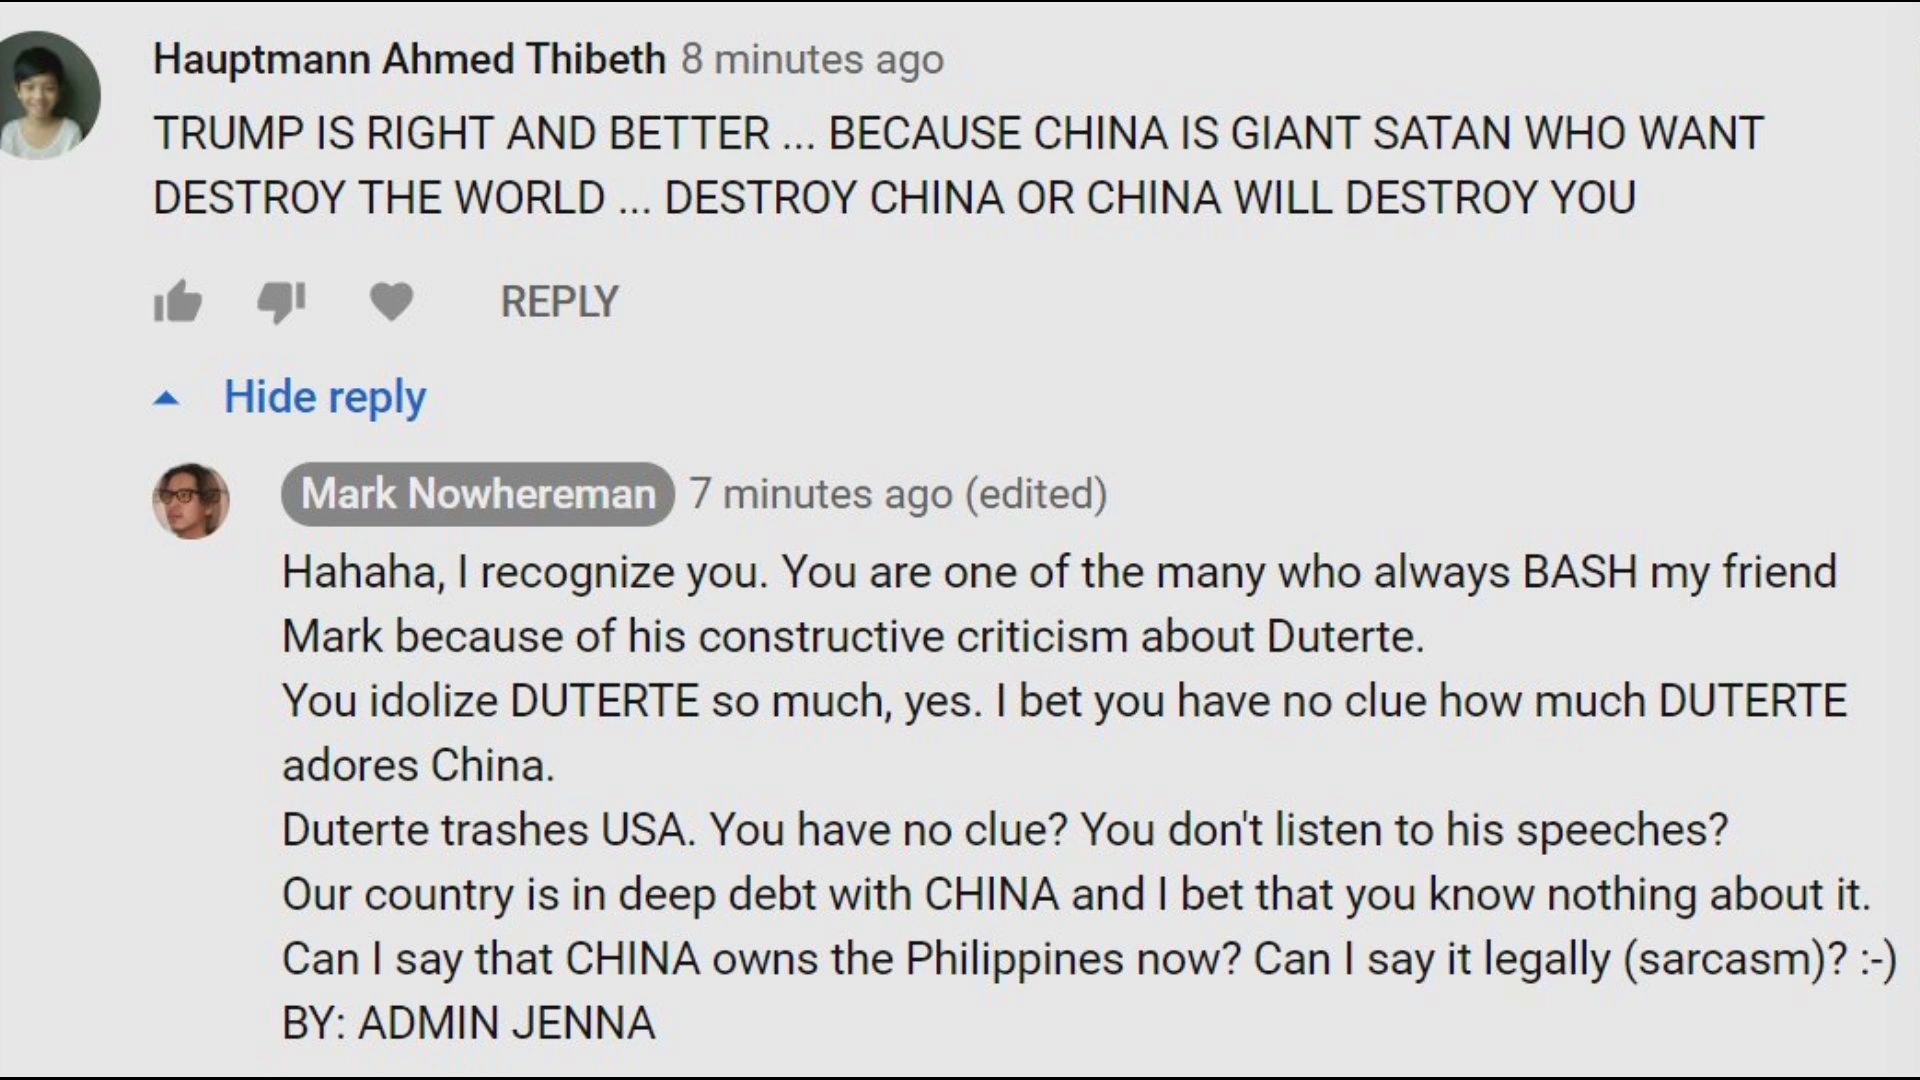 Hauptmann Ahmed Thibeth 8 minutes ago
TRUMP IS RIGHT AND BETTER ... BECAUSE CHINA IS GIANT SATAN WHO WANT
DESTROY THE WORLD ... DESTROY CHINA OR CHINA WILL DESTROY YOU
REPLY
Hide reply
Mark Nowhereman 7 minutes ago (edited)
Hahaha, I recognize you. You are one of the many who always BASH my friend
Mark because of his constructive criticism about Duterte.
You idolize DUTERTE so much, yes. I bet you have no clue how much DUTERTE
adores China.
Duterte trashes USA. You have no clue? You don't listen to his speeches?
Our country is in deep debt with CHINA and I bet that you know nothing about it.
Can I say that CHINA owns the Philippines now? Can I say it legally (sarcasm)? :-)
BY: ADMIN JENNA